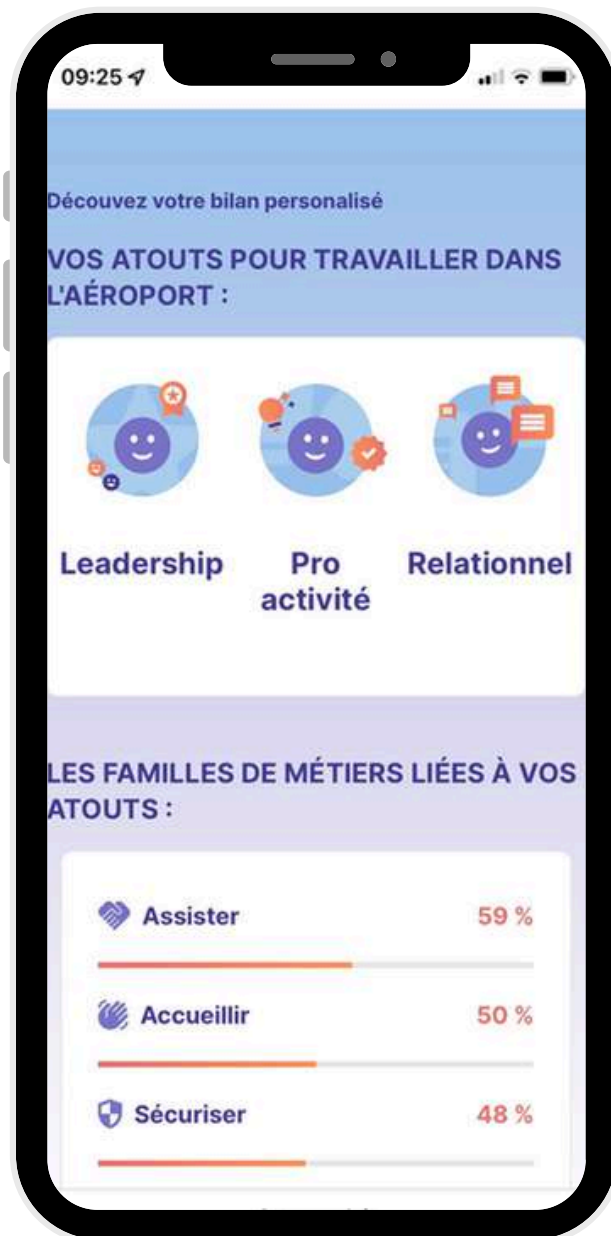 09:25
Découvez votre bilan personalisé
VOS ATOUTS POUR TRAVAILLER DANS
L'AÉROPORT :
Leadership
Pro
activité
Relationnel
LES FAMILLES DE MÉTIERS LIÉES À VOS
ATOUTS :
Assister 59 %
Accueillir 50 %
Sécuriser 48 %